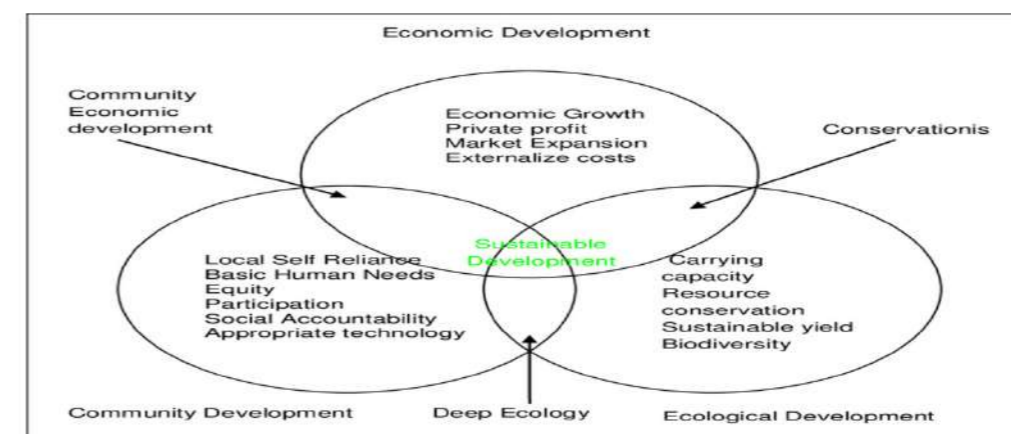 Economic Development
Community
Economic
development
Conservationis
Economic Growth
Private profit
Market Expansion
Externalize costs
Sustainable
Development
Local Self Reliance
Basic Human Needs
Equity
Participation
Social Accountability
Appropriate technology
Carrying
capacity
Resource
conservation
Sustainable yield
Biodiversity
Community Development
Deep Ecology
Ecological Development